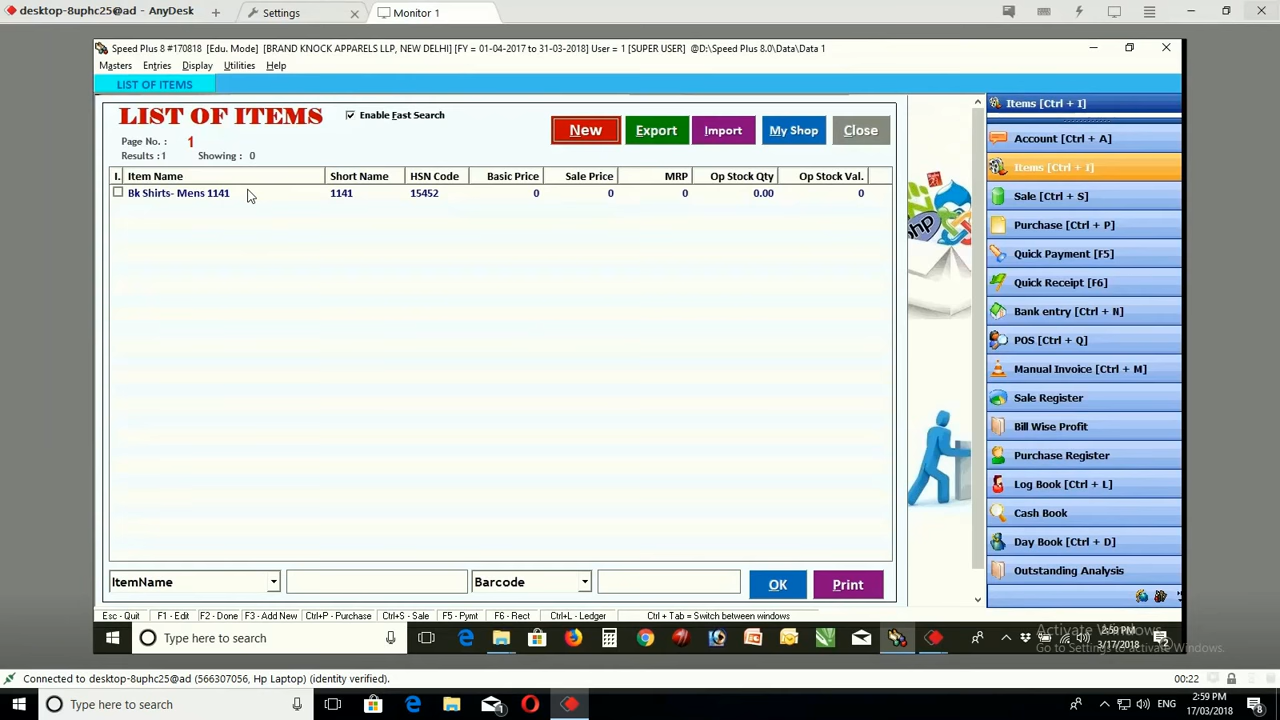 desktop-8uphc25@ad - AnyDesk
Settings
Monitor 1
Speed Plus 8 #170818 [Edu. Mode] [BRAND KNOCK APPARELS LLP, NEW DELHI] [FY = 01-04-2017 to 31-03-2018] User = 1 [SUPER USER] @D:\Speed Plus 8.0\Data\Data 1
Masters Entries Display Utilities Help
LIST OF ITEMS
LIST OF ITEMS
Enable Fast Search
Page No. : 1
Results :1 Showing : 0
New Export Import My Shop Close
I. Item Name Short Name HSN Code Basic Price Sale Price MRP Op Stock Qty Op Stock Val.
Bk Shirts- Mens 1141 1141 15452 0 0 0 0.00 0
php
Items [Ctrl + I]
Account [Ctrl + A]
Items [Ctrl + I]
Sale [Ctrl + S]
Purchase [Ctrl + P]
Quick Payment [F5]
Quick Receipt [F6]
Bank entry [Ctrl + N]
POS [Ctrl + Q]
Manual Invoice [Ctrl + M]
Sale Register
Bill Wise Profit
Purchase Register
Log Book [Ctrl + L]
Cash Book
Day Book [Ctrl + D]
Outstanding Analysis
ItemName Barcode OK Print
Esc - Quit F1 - Edit F2 - Done F3 - Add New Ctrl+P - Purchase Ctrl+S - Sale F5 - Pymt F6 - Rect Ctrl+L - Ledger Ctrl + Tab = Switch between windows
Type here to search
2:59 PM
3/17/2018
Activate Windows
Go to Settings to activate Windows.
Connected to desktop-8uphc25@ad (566307056, Hp Laptop) (identity verified).
00:22
Type here to search
ENG
2:59 PM
17/03/2018